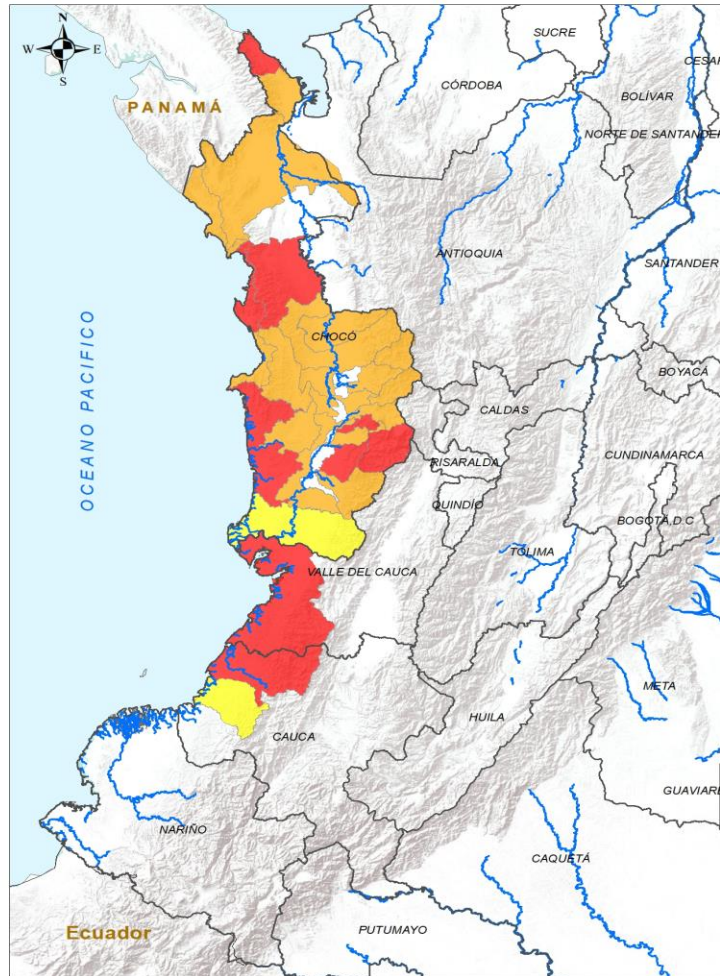 N
W E
S
SUCRE
CESAR
CÓRDOBA
BOLÍVAR
PANAMÁ
NORTE DE SANTANDER
ANTIOQUIA
SANTANDER
OCEANO PACIFICO
CHOCÓ
BOYACÁ
CALDAS
CUNDINAMARCA
RISARALDA
QUINDÍO
BOGOTÁ, D.C
TOLIMA
VALLE DEL CAUCA
META
HUILA
CAUCA
GUAVIARE
NARIÑO
CAQUETÁ
Ecuador
PUTUMAYO